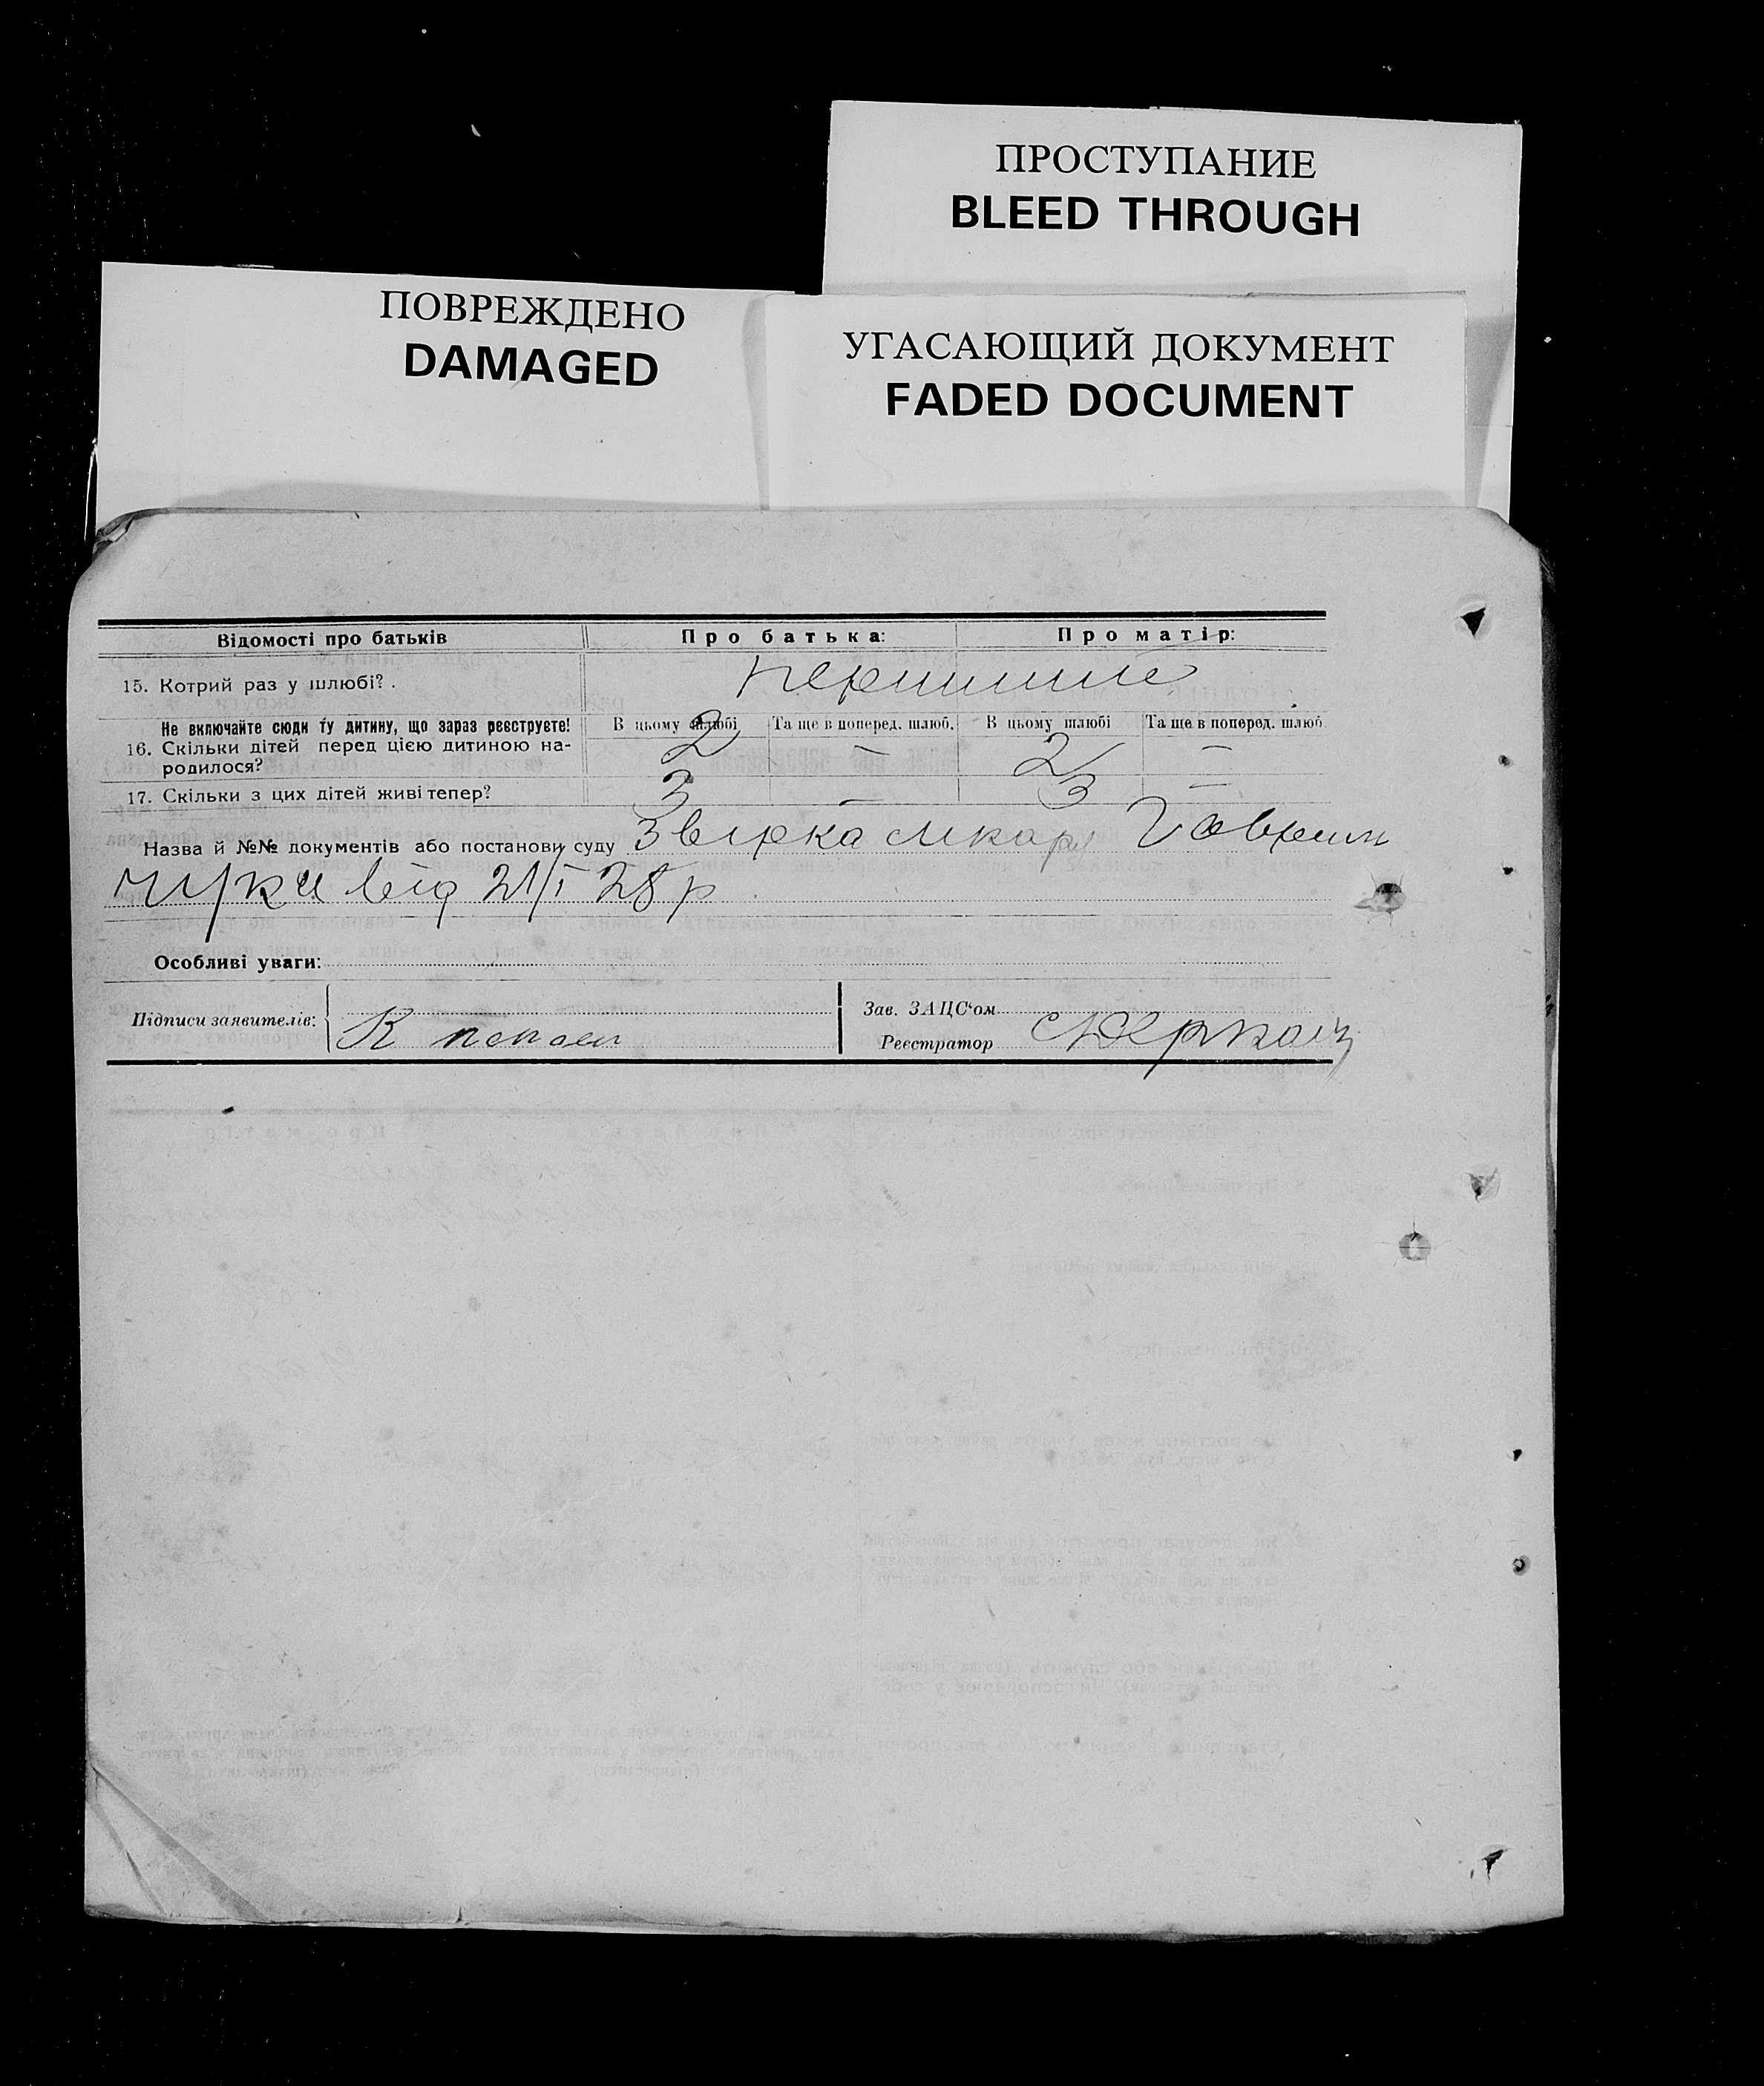 ПРОСТУПАНИЕ
BLEED THROUGH
ПОВРЕЖДЕНО
DAMAGED
УГАСАЮЩИЙ ДОКУМЕНТ
FADED DOCUMENT
Відомості про батьків Про батька: Про матір:
15. Котрий раз у шлюбі?. перший
Не включайте сюди ту дитину, що зараз реєструєте! В цьому шлюбі Та ще в поперед. шлюб. В цьому шлюбі Та ще в поперед. шлюб.
16. Скільки дітей перед цією дитиною на-
родилося? 2 — 2 —
17. Скільки з цих дітей живі тепер? 3 — 3 —
Назва й №№ документів або постанови суду
від 21/I 28 р.
Особливі уваги:
Підписи заявителів: К
Зав. ЗАЦС‘ом
Реєстратор